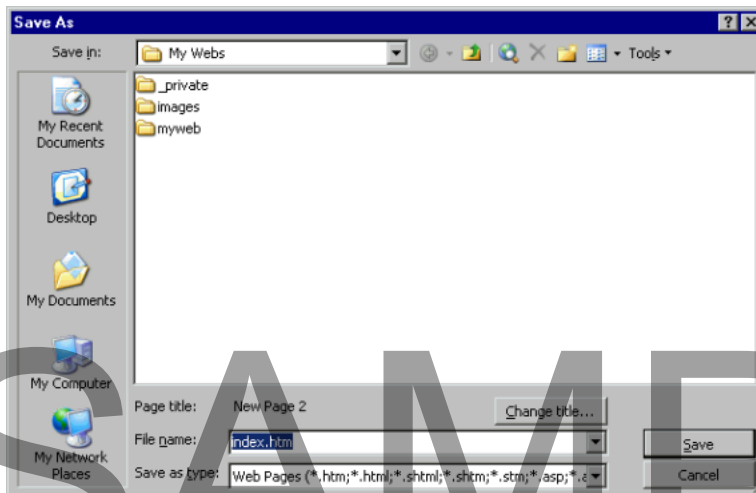 Save As
Save in:
My Webs
Tools
_private
images
myweb
My Recent
Documents
Desktop
My Documents
My Computer
My Network
Places
Page title:
New Page 2
Change title...
File name:
index.htm
Save
Save as type:
Web Pages (*.htm;*.html;*.shtml;*.shtm;*.stm;*.asp;*.a
Cancel